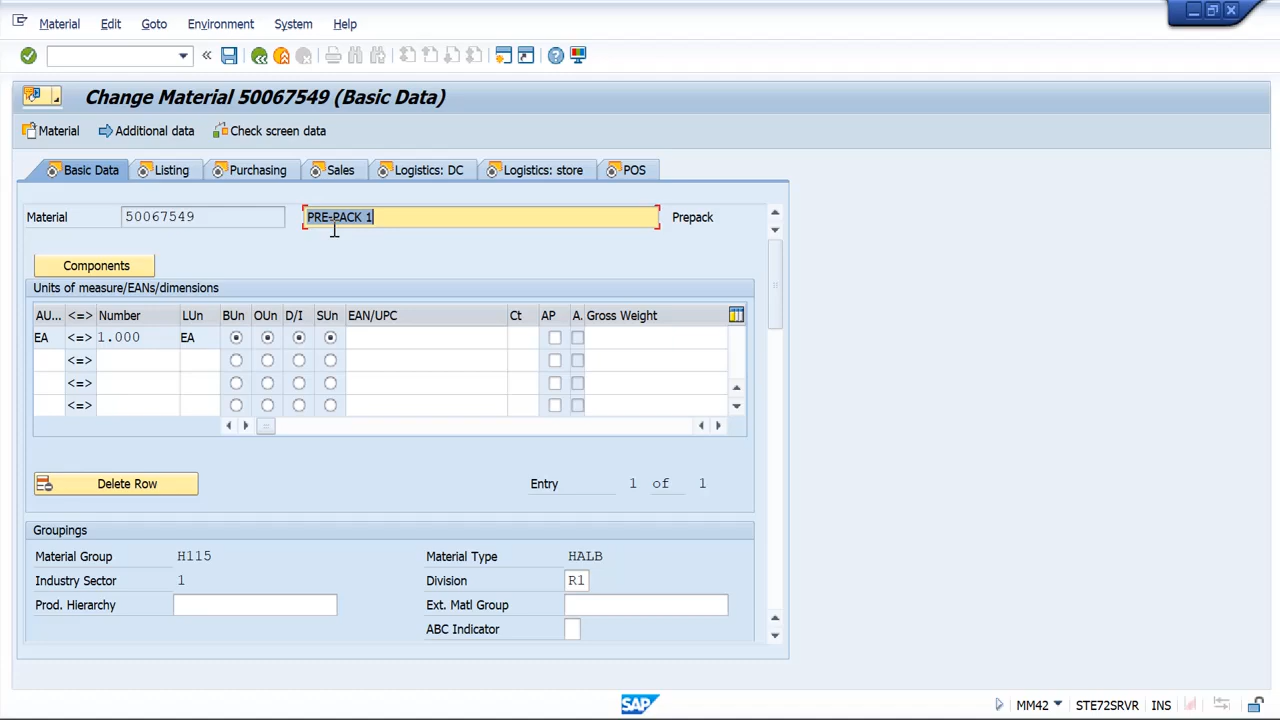 Material Edit Goto Environment System Help
Change Material 50067549 (Basic Data)
Material Additional data Check screen data
Basic Data Listing Purchasing Sales Logistics: DC Logistics: store POS
Material 50067549 PRE-PACK 1 Prepack
Components
Units of measure/EANs/dimensions
AU... <=> Number LUn BUn OUn D/I SUn EAN/UPC Ct AP A. Gross Weight
EA <=> 1.000 EA
<=>
<=>
<=>
Delete Row Entry 1 of 1
Groupings
Material Group H115 Material Type HALB
Industry Sector 1 Division R1
Prod. Hierarchy Ext. Matl Group
ABC Indicator
SAP MM42 STE72SRVR INS